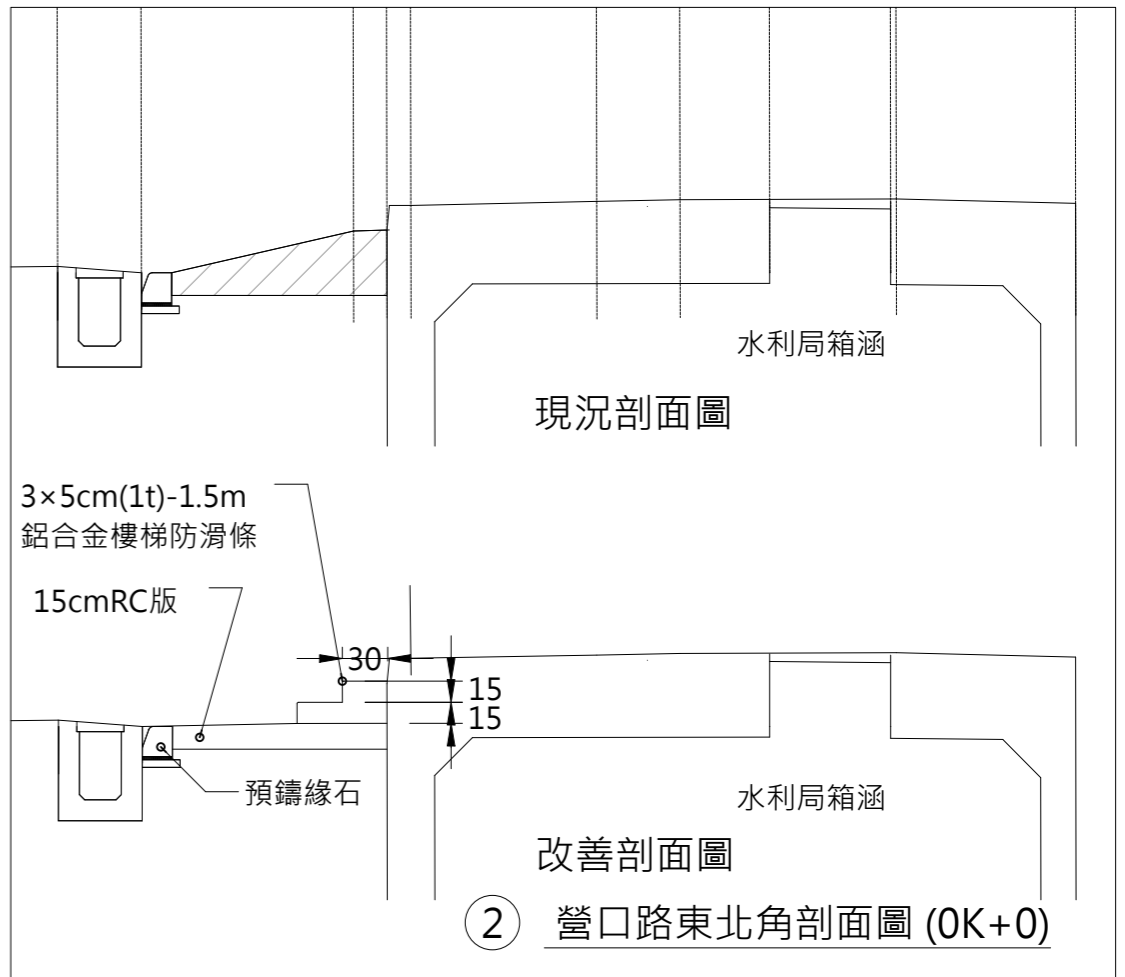 水利局箱涵
現況剖面圖
3×5cm(1t)-1.5m
鋁合金樓梯防滑條
15cmRC版
30
15
15
預鑄緣石
水利局箱涵
改善剖面圖
2 營口路東北角剖面圖 (0K+0)